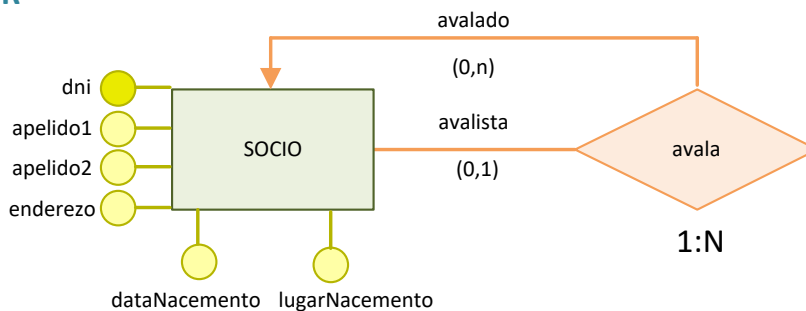 R
avalado
(0,n)
dni
apelido1
avalista
SOCIO
avala
apelido2
(0,1)
enderezo
1:N
dataNacemento
lugarNacemento